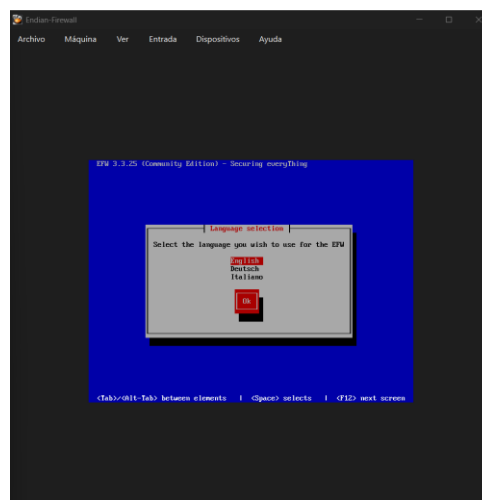 Endian-Firewall
Archivo Máquina Ver Entrada Dispositivos Ayuda
EFW 3.3.25 (Community Edition) - Securing everyThing
Language selection
Select the language you wish to use for the EFW
English
Deutsch
Italiano
Ok
<Tab>/<Alt-Tab> between elements | <Space> selects | <F12> next screen